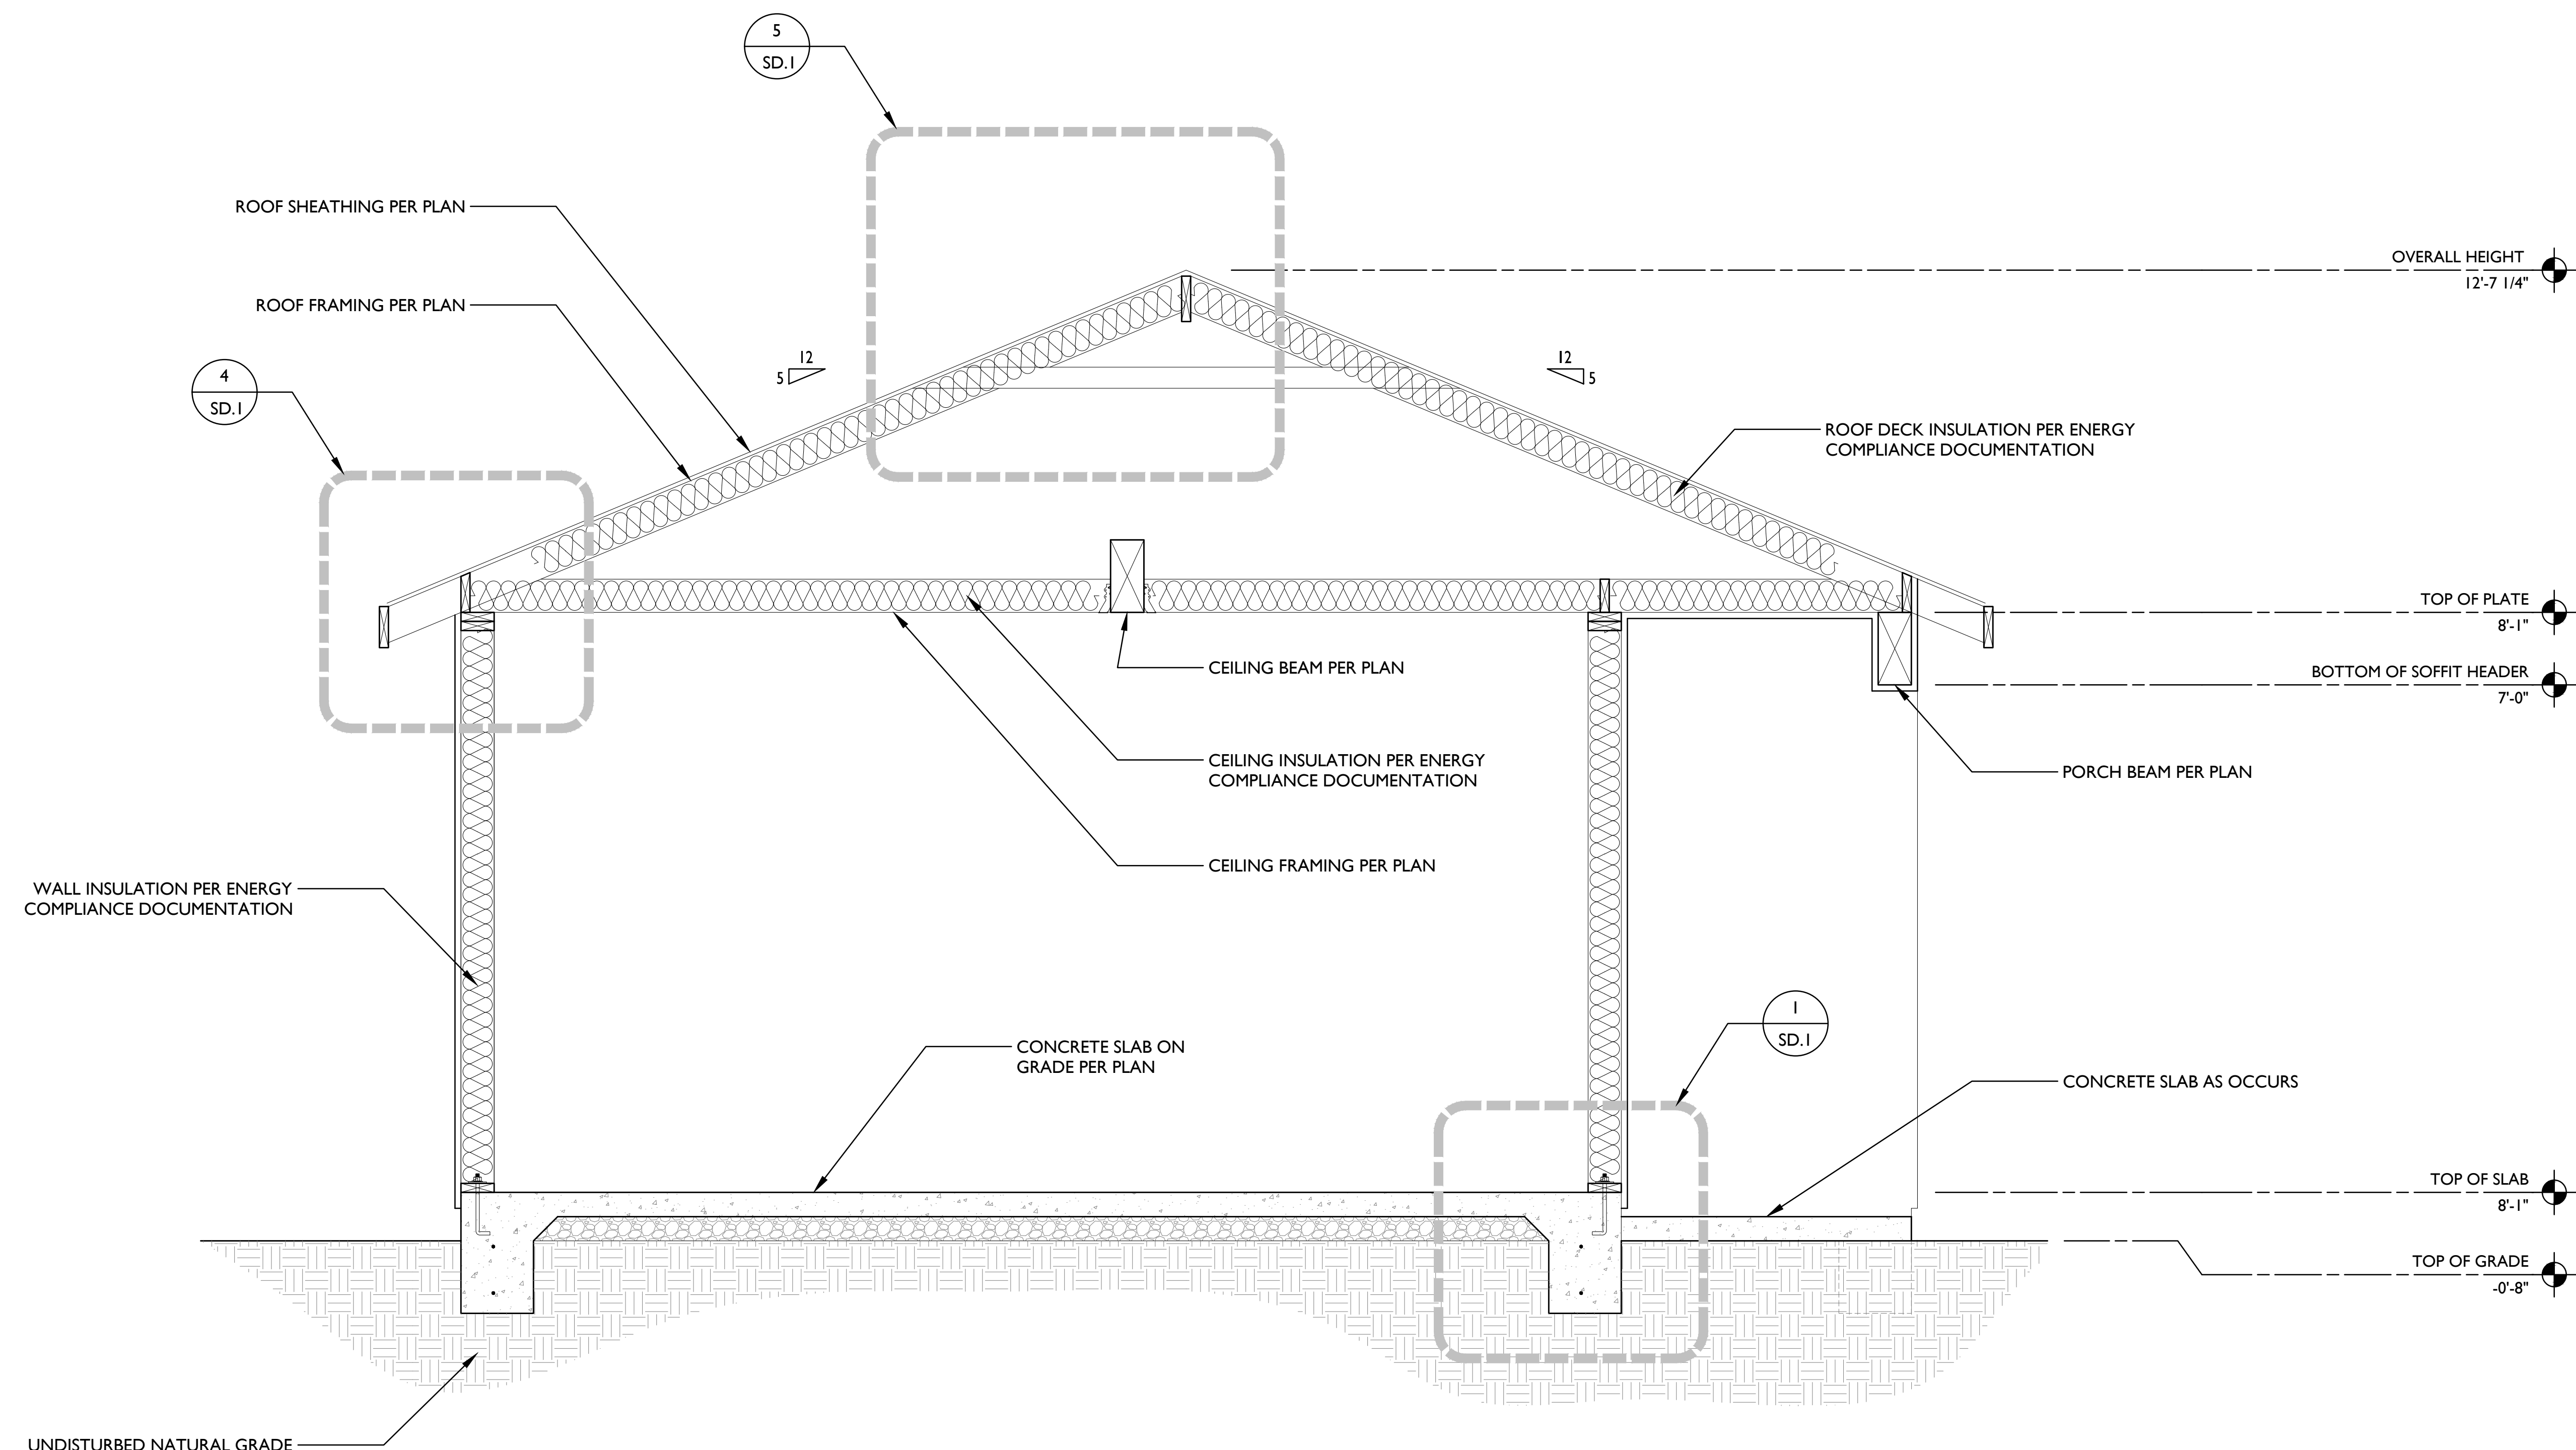 5
SD.1
ROOF SHEATHING PER PLAN
OVERALL HEIGHT
12'-7 1/4"
ROOF FRAMING PER PLAN
12
5
12
5
4
SD.1
ROOF DECK INSULATION PER ENERGY
COMPLIANCE DOCUMENTATION
TOP OF PLATE
8'-1"
CEILING BEAM PER PLAN
BOTTOM OF SOFFIT HEADER
7'-0"
CEILING INSULATION PER ENERGY
COMPLIANCE DOCUMENTATION
PORCH BEAM PER PLAN
CEILING FRAMING PER PLAN
WALL INSULATION PER ENERGY
COMPLIANCE DOCUMENTATION
1
SD.1
CONCRETE SLAB ON
GRADE PER PLAN
CONCRETE SLAB AS OCCURS
TOP OF SLAB
8'-1"
TOP OF GRADE
-0'-8"
UNDISTURBED NATURAL GRADE